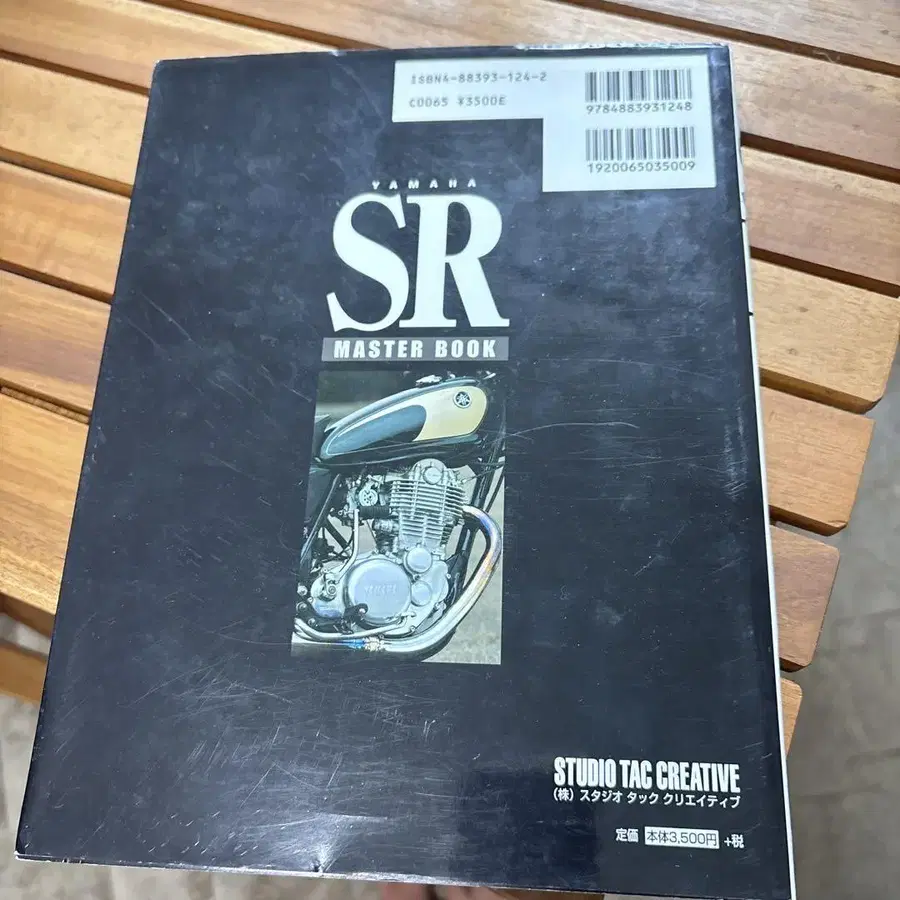 ISBN4-88393-124-2
C0065 ¥3500E
9784883931248
1920065035009
YAMAHA
SR
MASTER BOOK
YAMAHA
STUDIO TAC CREATIVE
(株) スタジオ タック クリエイティブ
定価 本体3,500円 +税